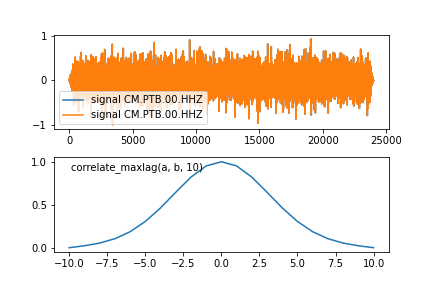 1
0
−1
signal CM.PTB.00.HHZ
signal CM.PTB.00.HHZ
0 5000 10000 15000 20000 25000
correlate_maxlag(a, b, 10)
1.0
0.5
0.0
−10.0 −7.5 −5.0 −2.5 0.0 2.5 5.0 7.5 10.0